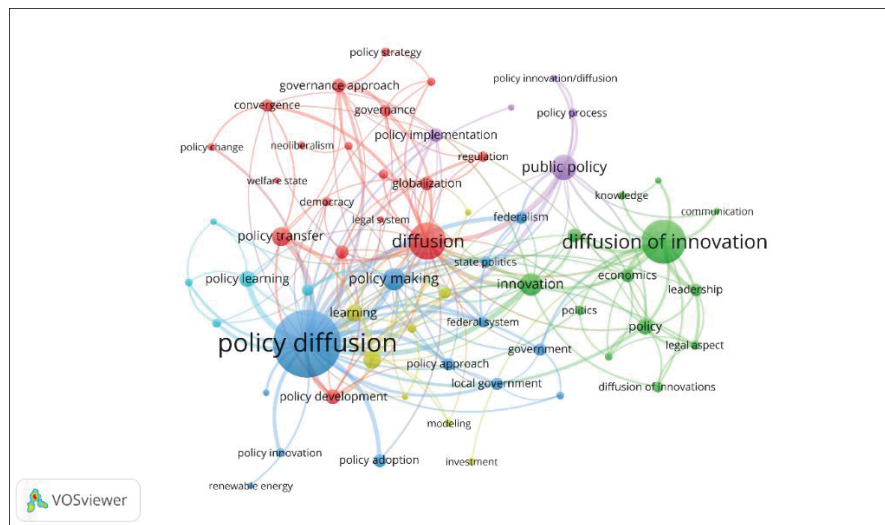 policy strategy
governance approach
policy innovation/diffusion
convergence
governance
policy process
policy implementation
policy change
neoliberalism
regulation
public policy
welfare state
globalization
knowledge
democracy
communication
legal system
federalism
policy transfer
diffusion
diffusion of innovation
state politics
policy learning
policy making
innovation
economics
leadership
learning
federal system
politics
policy
policy diffusion
government
legal aspect
policy approach
local government
diffusion of innovations
policy development
modeling
policy innovation
policy adoption
investment
renewable energy
VOSviewer